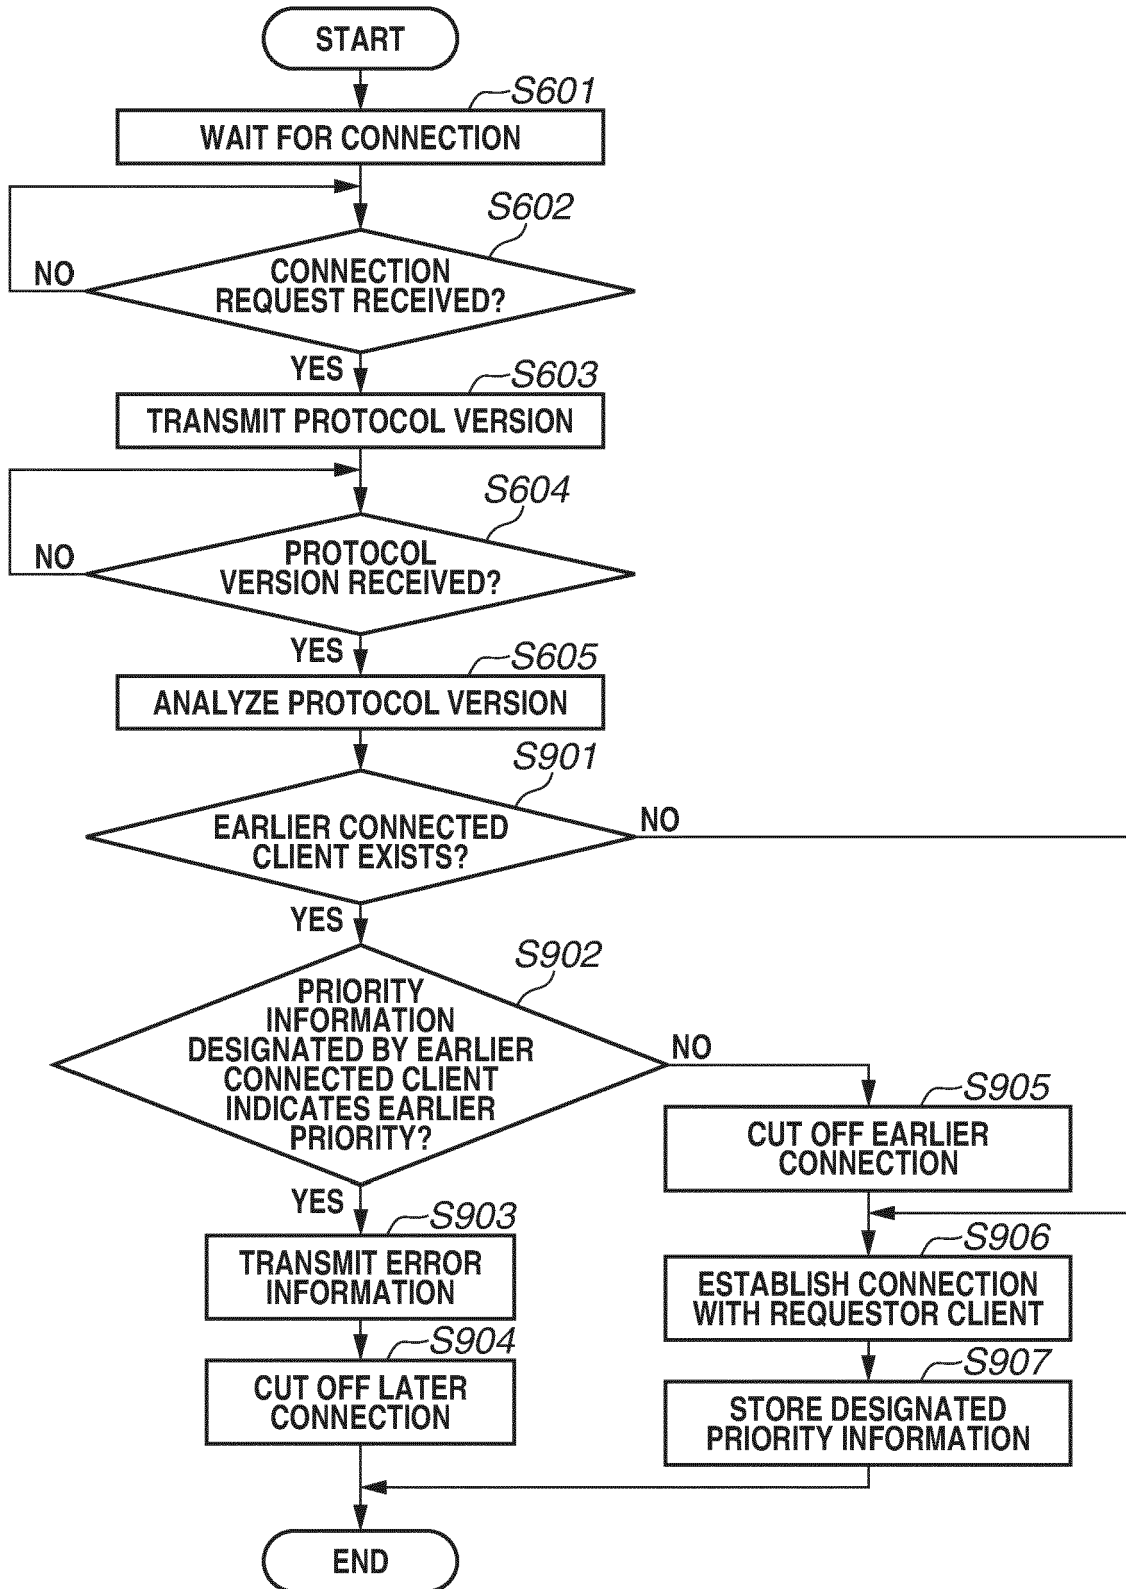 START
S601
WAIT FOR CONNECTION
S602
CONNECTION
REQUEST RECEIVED?
NO
YES
S603
TRANSMIT PROTOCOL VERSION
S604
PROTOCOL
VERSION RECEIVED?
NO
YES
S605
ANALYZE PROTOCOL VERSION
S901
EARLIER CONNECTED
CLIENT EXISTS?
NO
YES
S902
PRIORITY
INFORMATION
DESIGNATED BY EARLIER
CONNECTED CLIENT
INDICATES EARLIER
PRIORITY?
NO
YES
S903
TRANSMIT ERROR
INFORMATION
S904
CUT OFF LATER
CONNECTION
S905
CUT OFF EARLIER
CONNECTION
S906
ESTABLISH CONNECTION
WITH REQUESTOR CLIENT
S907
STORE DESIGNATED
PRIORITY INFORMATION
END